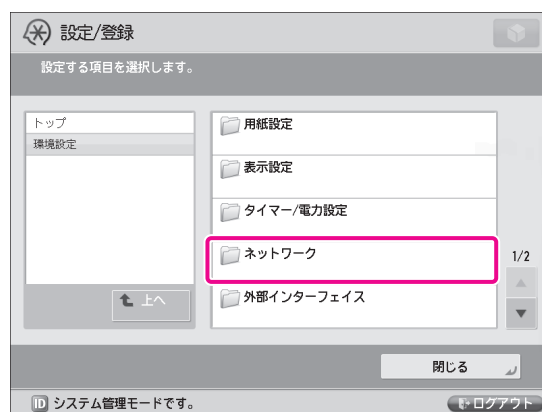 設定/登録
設定する項目を選択します。
トップ
環境設定
用紙設定
表示設定
タイマー/電力設定
ネットワーク
外部インターフェイス
1/2
上へ
閉じる
ID システム管理モードです。
ログアウト